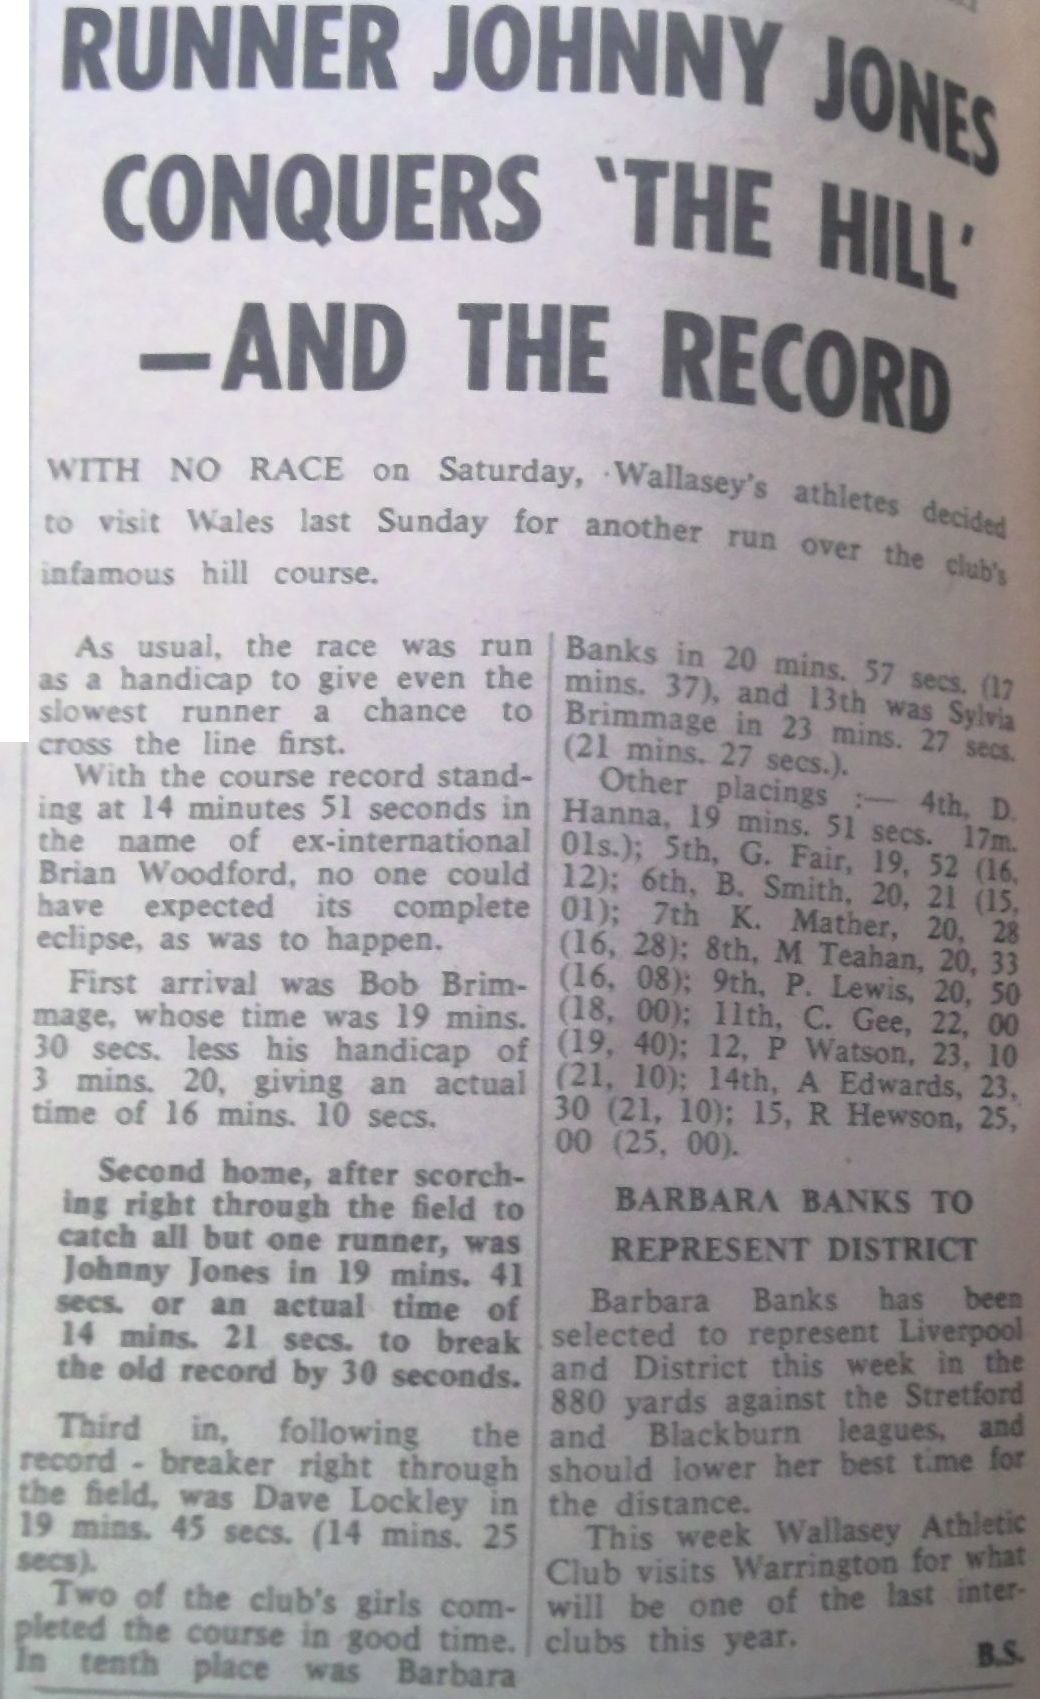 RUNNER JOHNNY JONES
CONQUERS 'THE HILL'
—AND THE RECORD
WITH NO RACE on Saturday, Wallasey's athletes decided
to visit Wales last Sunday for another run over the club's
infamous hill course.
As usual, the race was run
as a handicap to give even the
slowest runner a chance to
cross the line first.
With the course record stand-
ing at 14 minutes 51 seconds in
the name of ex-international
Brian Woodford, no one could
have expected its complete
eclipse, as was to happen.
First arrival was Bob Brim-
mage, whose time was 19 mins.
30 secs. less his handicap of
3 mins. 20, giving an actual
time of 16 mins. 10 secs.
Second home, after scorch-
ing right through the field to
catch all but one runner, was
Johnny Jones in 19 mins. 41
secs. or an actual time of
14 mins. 21 secs. to break
the old record by 30 seconds.
Third in, following the
record - breaker right through
the field, was Dave Lockley in
19 mins. 45 secs. (14 mins. 25
secs).
Two of the club's girls com-
pleted the course in good time.
In tenth place was Barbara
Banks in 20 mins. 57 secs. (17
mins. 37), and 13th was Sylvia
Brimmage in 23 mins. 27 secs.
(21 mins. 27 secs.).
Other placings :— 4th, D.
Hanna, 19 mins. 51 secs. 17m.
01s.); 5th, G. Fair, 19, 52 (16,
12); 6th, B. Smith, 20, 21 (15,
01); 7th K. Mather, 20, 28
(16, 28); 8th, M Teahan, 20, 33
(16, 08); 9th, P. Lewis, 20, 50
(18, 00); 11th, C. Gee, 22, 00
(19, 40); 12, P Watson, 23, 10
(21, 10); 14th, A Edwards, 23,
30 (21, 10); 15, R Hewson, 25,
00 (25, 00).
BARBARA BANKS TO
REPRESENT DISTRICT
Barbara Banks has been
selected to represent Liverpool
and District this week in the
880 yards against the Stretford
and Blackburn leagues, and
should lower her best time for
the distance.
This week Wallasey Athletic
Club visits Warrington for what
will be one of the last inter-
clubs this year.
B.S.